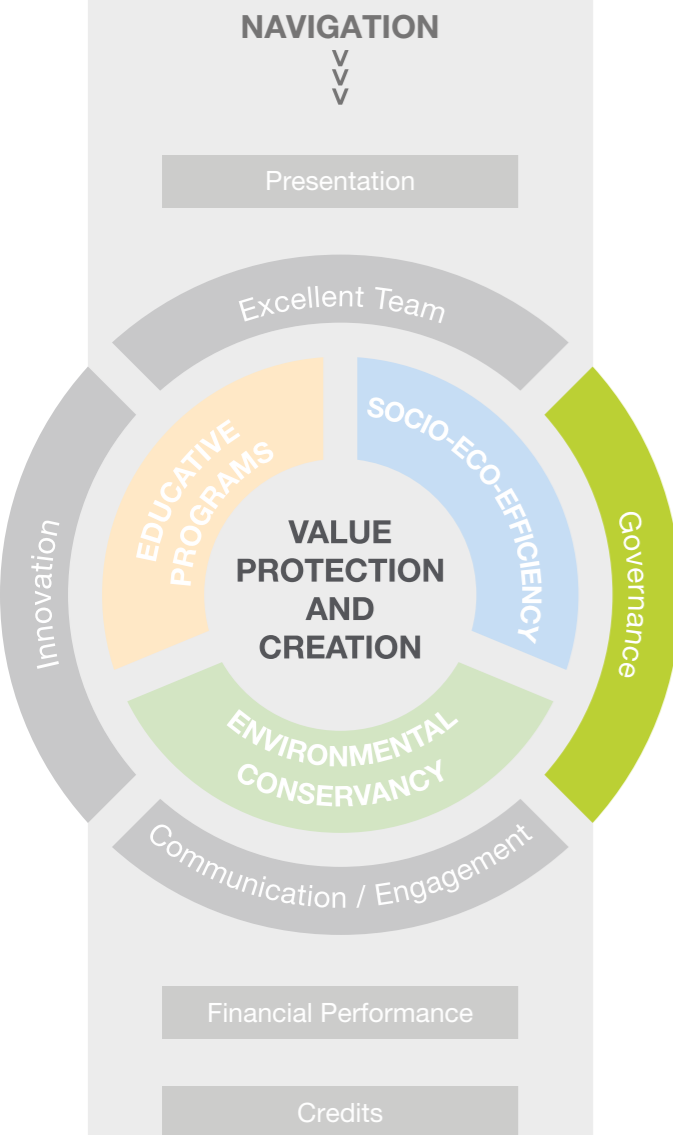 NAVIGATION
V
V
V
Presentation
Excellent Team
EDUCATIVE
PROGRAMS
SOCIO-ECO-EFFICIENCY
Innovation
VALUE
PROTECTION
AND
CREATION
Governance
ENVIRONMENTAL
CONSERVANCY
Communication / Engagement
Financial Performance
Credits